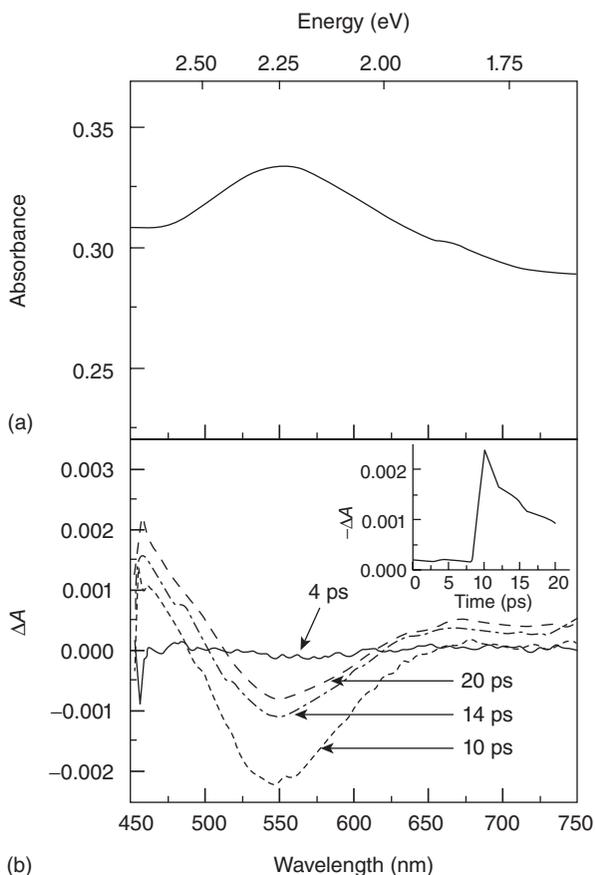 Energy (eV)
2.50 2.25 2.00 1.75
0.35
0.30
0.25
Absorbance
(a)
0.003
0.002
0.001
0.000
−0.001
−0.002
ΔA
0.002
0.001
0.000
−ΔA
0 5 10 15 20
Time (ps)
4 ps
20 ps
14 ps
10 ps
450 500 550 600 650 700 750
(b)
Wavelength (nm)